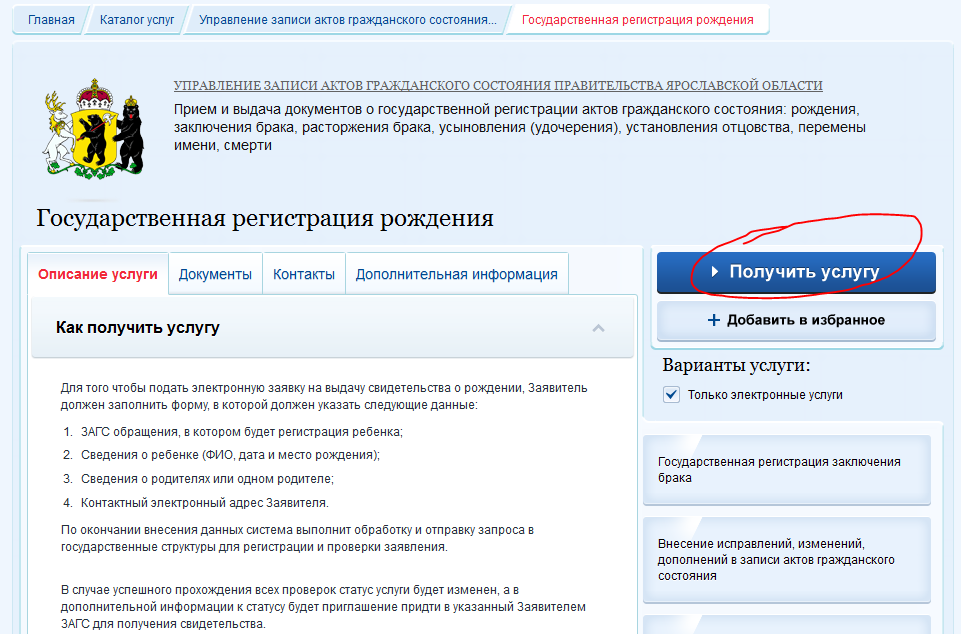 Главная
Каталог услуг
Управление записи актов гражданского состояния...
Государственная регистрация рождения
УПРАВЛЕНИЕ ЗАПИСИ АКТОВ ГРАЖДАНСКОГО СОСТОЯНИЯ ПРАВИТЕЛЬСТВА ЯРОСЛАВСКОЙ ОБЛАСТИ
Прием и выдача документов о государственной регистрации актов гражданского состояния: рождения,
заключения брака, расторжения брака, усыновления (удочерения), установления отцовства, перемены
имени, смерти
Государственная регистрация рождения
Описание услуги
Документы
Контакты
Дополнительная информация
Как получить услугу
Для того чтобы подать электронную заявку на выдачу свидетельства о рождении, Заявитель
должен заполнить форму, в которой должен указать следующие данные:
1. ЗАГС обращения, в котором будет регистрация ребенка;
2. Сведения о ребенке (ФИО, дата и место рождения);
3. Сведения о родителях или одном родителе;
4. Контактный электронный адрес Заявителя.
По окончании внесения данных система выполнит обработку и отправку запроса в
государственные структуры для регистрации и проверки заявления.
В случае успешного прохождения всех проверок статус услуги будет изменен, а в
дополнительной информации к статусу будет приглашение придти в указанный Заявителем
ЗАГС для получения свидетельства.
Получить услугу
+ Добавить в избранное
Варианты услуги:
Только электронные услуги
Государственная регистрация заключения
брака
Внесение исправлений, изменений,
дополнений в записи актов гражданского
состояния